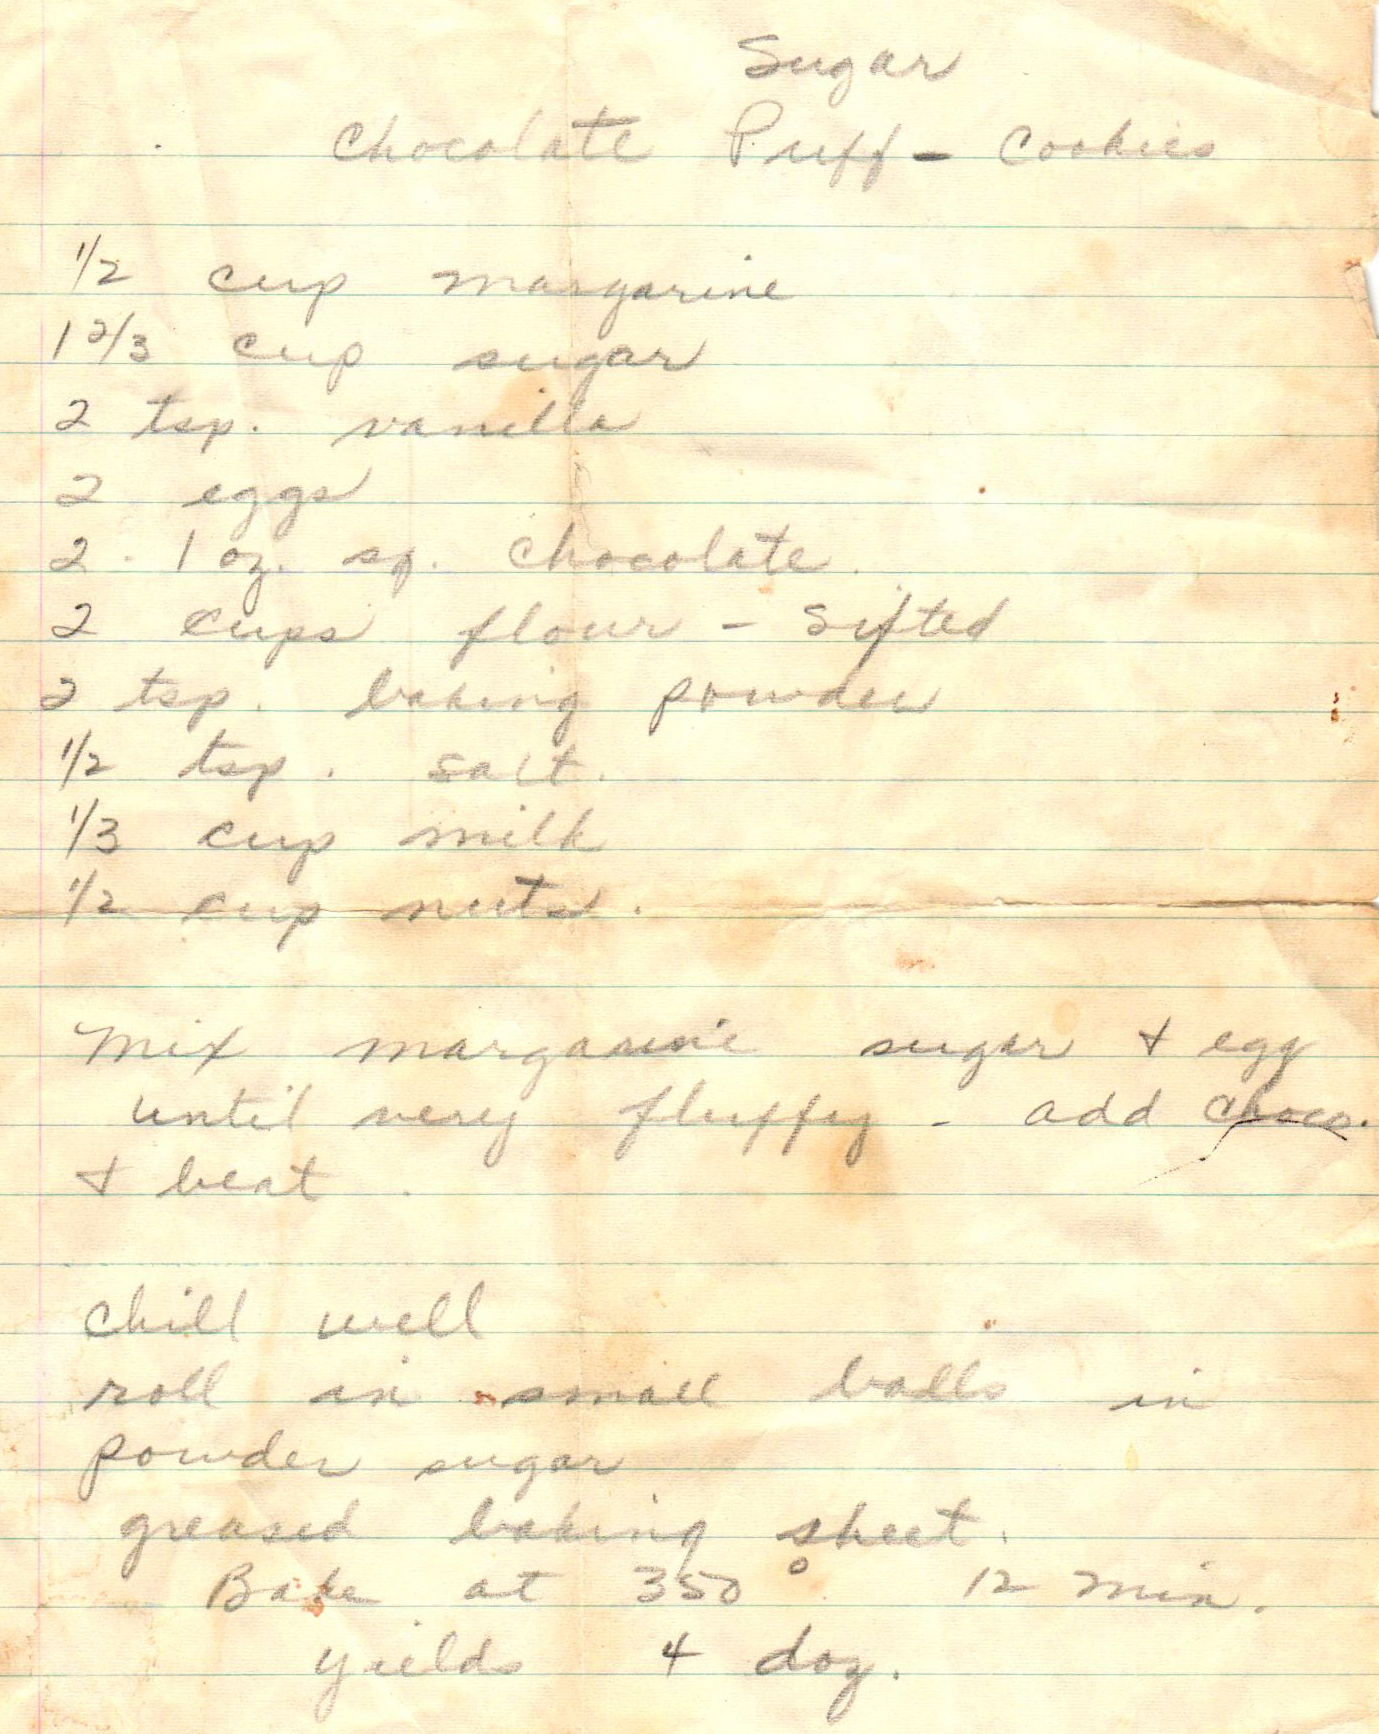 Sugar
Chocolate Puff - Cookies
1/2 cup margarine
1 2/3 cup sugar
2 tsp. vanilla
2 eggs
2 - 1 oz. sq. chocolate
2 cups flour - sifted
2 tsp. baking powder
1/2 tsp. salt.
1/3 cup milk
1/2 cup nuts.
Mix margarine sugar + egg
until very fluffy - add choco.
+ beat.
Chill well
roll in small balls in
powder sugar
greased baking sheet.
Bake at 350° 12 min.
yields 4 doz.